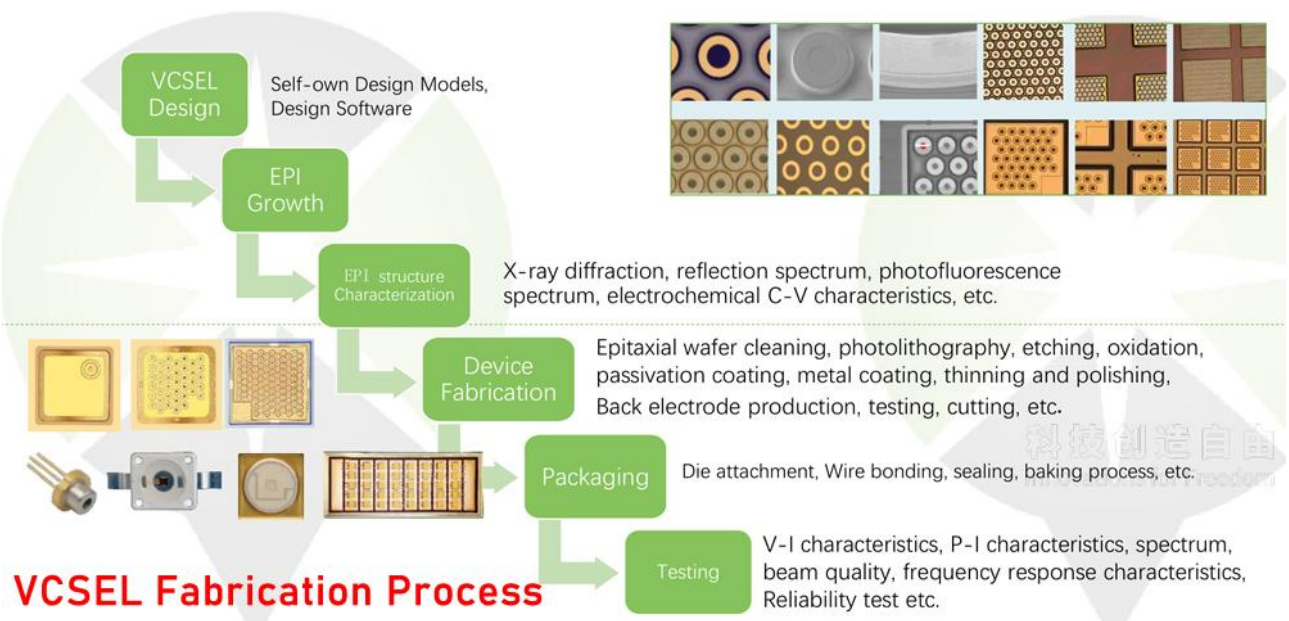 VCSEL
Design
Self-own Design Models,
Design Software
EPI
Growth
EPI structure
Characterization
X-ray diffraction, reflection spectrum, photofluorescence
spectrum, electrochemical C-V characteristics, etc.
Device
Fabrication
Epitaxial wafer cleaning, photolithography, etching, oxidation,
passivation coating, metal coating, thinning and polishing,
Back electrode production, testing, cutting, etc.
科技创造自由
Innovations for Freedom
Packaging
Die attachment, Wire bonding, sealing, baking process, etc.
Testing
V-I characteristics, P-I characteristics, spectrum,
beam quality, frequency response characteristics,
Reliability test etc.
VCSEL Fabrication Process